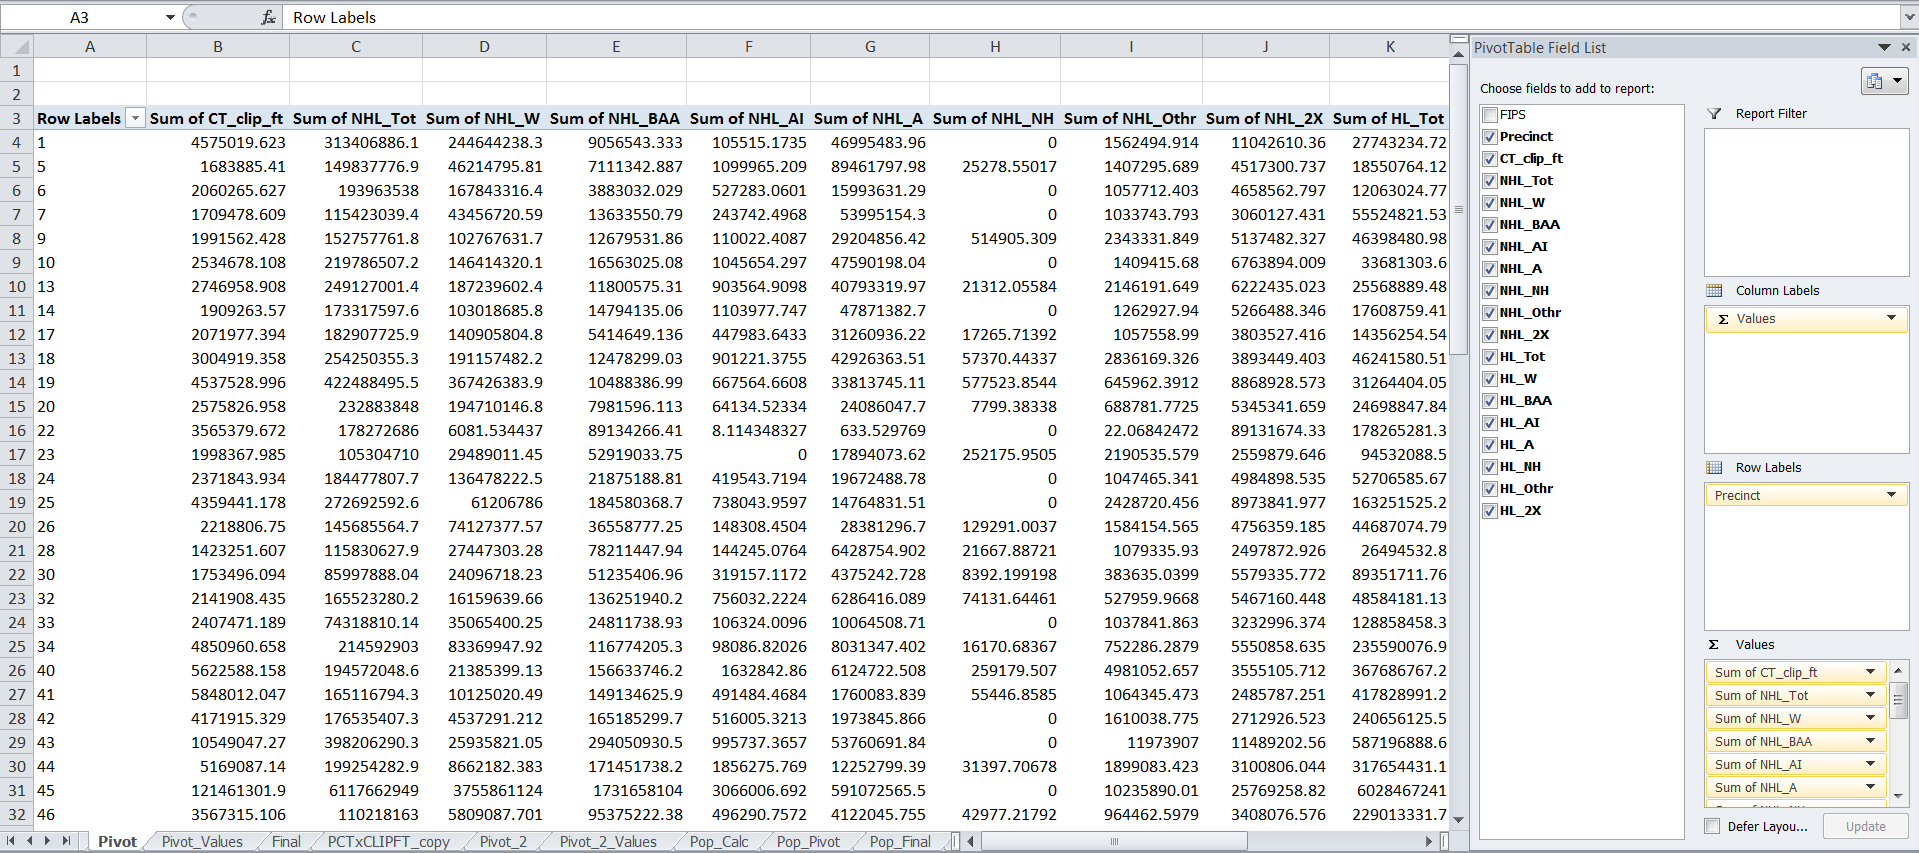 A3 fx Row Labels
A B C D E F G H I J K
1
2
3 Row Labels Sum of CT_clip_ft Sum of NHL_Tot Sum of NHL_W Sum of NHL_BAA Sum of NHL_AI Sum of NHL_A Sum of NHL_NH Sum of NHL_Othr Sum of NHL_2X Sum of HL_Tot
4 1 4575019.623 313406886.1 244644238.3 9056543.333 105515.1735 46995483.96 0 1562494.914 11042610.36 27743234.72
5 5 1683885.41 149837776.9 46214795.81 7111342.887 1099965.209 89461797.98 25278.55017 1407295.689 4517300.737 18550764.12
6 6 2060265.627 193963538 167843316.4 3883032.029 527283.0601 15993631.29 0 1057712.403 4658562.797 12063024.77
7 7 1709478.609 115423039.4 43456720.59 13633550.79 243742.4968 53995154.3 0 1033743.793 3060127.431 55524821.53
8 9 1991562.428 152757761.8 102767631.7 12679531.86 110022.4087 29204856.42 514905.309 2343331.849 5137482.327 46398480.98
9 10 2534678.108 219786507.2 146414320.1 16563025.08 1045654.297 47590198.04 0 1409415.68 6763894.009 33681303.6
10 13 2746958.908 249127001.4 187239602.4 11800575.31 903564.9098 40793319.97 21312.05584 2146191.649 6222435.023 25568889.48
11 14 1909263.57 173317597.6 103018685.8 14794135.06 1103977.747 47871382.7 0 1262927.94 5266488.346 17608759.41
12 17 2071977.394 182907725.9 140905804.8 5414649.136 447983.6433 31260936.22 17265.71392 1057558.99 3803527.416 14356254.54
13 18 3004919.358 254250355.3 191157482.2 12478299.03 901221.3755 42926363.51 57370.44337 2836169.326 3893449.403 46241580.51
14 19 4537528.996 422488495.5 367426383.9 10488386.99 667564.6608 33813745.11 577523.8544 645962.3912 8868928.573 31264404.05
15 20 2575826.958 232883848 194710146.8 7981596.113 64134.52334 24086047.7 7799.38338 688781.7725 5345341.659 24698847.84
16 22 3565379.672 178272686 6081.534437 89134266.41 8.114348327 633.529769 0 22.06842472 89131674.33 178265281.3
17 23 1998367.985 105304710 29489011.45 52919033.75 0 17894073.62 252175.9505 2190535.579 2559879.646 94532088.5
18 24 2371843.934 184477807.7 136478222.5 21875188.81 419543.7194 19672488.78 0 1047465.341 4984898.535 52706585.67
19 25 4359441.178 272692592.6 61206786 184580368.7 738043.9597 14764831.51 0 2428720.456 8973841.977 163251525.2
20 26 2218806.75 145685564.7 74127377.57 36558777.25 148308.4504 28381296.7 129291.0037 1584154.565 4756359.185 44687074.79
21 28 1423251.607 115830627.9 27447303.28 78211447.94 144245.0764 6428754.902 21667.88721 1079335.93 2497872.926 26494532.8
22 30 1753496.094 85997888.04 24096718.23 51235406.96 319157.1172 4375242.728 8392.199198 383635.0399 5579335.772 89351711.76
23 32 2141908.435 165523280.2 16159639.66 136251940.2 756032.2224 6286416.089 74131.64461 527959.9668 5467160.448 48584181.13
24 33 2407471.189 74318810.14 35065400.25 24811738.93 106324.0096 10064508.71 0 1037841.863 3232996.374 128858458.3
25 34 4850960.658 214592903 83369947.92 116774205.3 98086.82026 8031347.402 16170.68367 752286.2879 5550858.635 235590076.9
26 40 5622588.158 194572048.6 21385399.13 156633746.2 1632842.86 6124722.508 259179.507 4981052.657 3555105.712 367686767.2
27 41 5848012.047 165116794.3 10125020.49 149134625.9 491484.4684 1760083.839 55446.8585 1064345.473 2485787.251 417828991.2
28 42 4171915.329 176535407.3 4537291.212 165185299.7 516005.3213 1973845.866 0 1610038.775 2712926.523 240656125.5
29 43 10549047.27 398206290.3 25935821.05 294050930.5 995737.3657 53760691.84 0 11973907 11489202.56 587196888.6
30 44 5169087.14 199254282.9 8662182.383 171451738.2 1856275.769 12252799.39 31397.70678 1899083.423 3100806.044 317654431.1
31 45 121461301.9 6117662949 3755861124 1731658104 3066006.692 591072565.5 0 10235890.01 25769258.82 6028467241
32 46 3567315.106 110218163 5809087.701 95375222.38 496290.7572 4122045.755 42977.21792 964462.5979 3408076.576 229013331.7
Pivot Pivot_Values Final PCTxCLIPFT_copy Pivot_2 Pivot_2_Values Pop_Calc Pop_Pivot Pop_Final
PivotTable Field List
Choose fields to add to report:
FIPS
Precinct
CT_clip_ft
NHL_Tot
NHL_W
NHL_BAA
NHL_AI
NHL_A
NHL_NH
NHL_Othr
NHL_2X
HL_Tot
HL_W
HL_BAA
HL_AI
HL_A
HL_NH
HL_Othr
HL_2X
Report Filter
Column Labels
Σ Values
Row Labels
Precinct
Σ Values
Sum of CT_clip_ft
Sum of NHL_Tot
Sum of NHL_W
Sum of NHL_BAA
Sum of NHL_AI
Sum of NHL_A
Defer Layou... Update